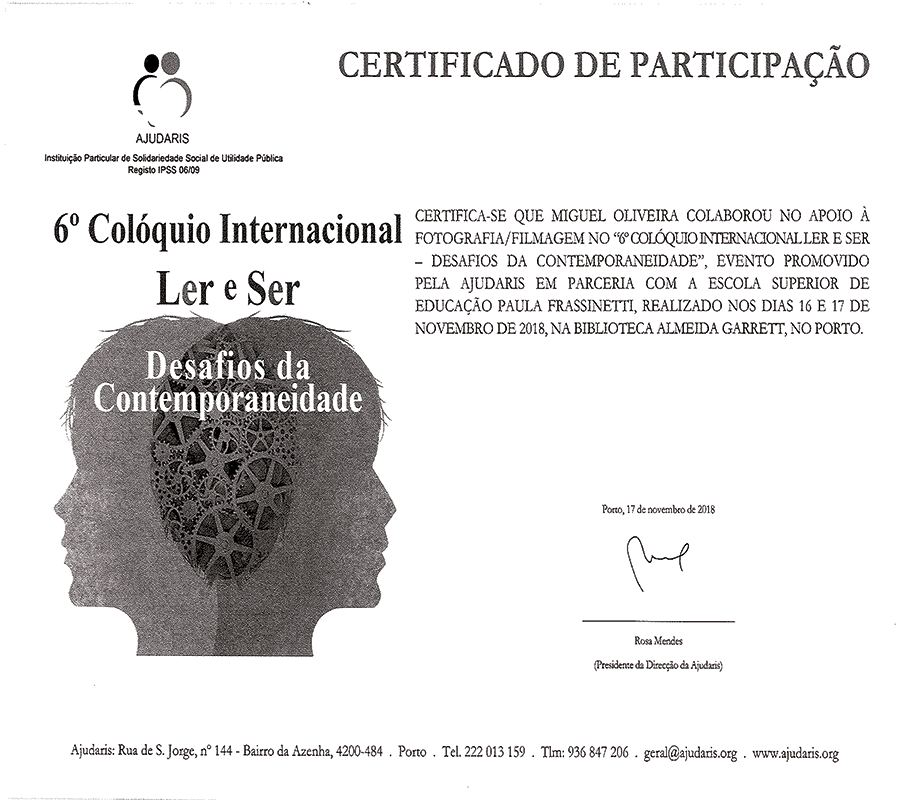 CERTIFICADO DE PARTICIPAÇÃO
AJUDARIS
Instituição Particular de Solidariedade Social de Utilidade Pública
Registo IPSS 06/09
6º Colóquio Internacional
Ler e Ser
Desafios da
Contemporaneidade
CERTIFICA-SE QUE MIGUEL OLIVEIRA COLABOROU NO APOIO À
FOTOGRAFIA/FILMAGEM NO “6º COLÓQUIO INTERNACIONAL LER E SER
– DESAFIOS DA CONTEMPORANEIDADE”, EVENTO PROMOVIDO
PELA AJUDARIS EM PARCERIA COM A ESCOLA SUPERIOR DE
EDUCAÇÃO PAULA FRASSINETTI, REALIZADO NOS DIAS 16 E 17 DE
NOVEMBRO DE 2018, NA BIBLIOTECA ALMEIDA GARRETT, NO PORTO.
Porto, 17 de novembro de 2018
Rosa Mendes
(Presidente da Direcção da Ajudaris)
Ajudaris: Rua de S. Jorge, nº 144 - Bairro da Azenha, 4200-484 . Porto . Tel. 222 013 159 . Tlm: 936 847 206 . geral@ajudaris.org . www.ajudaris.org